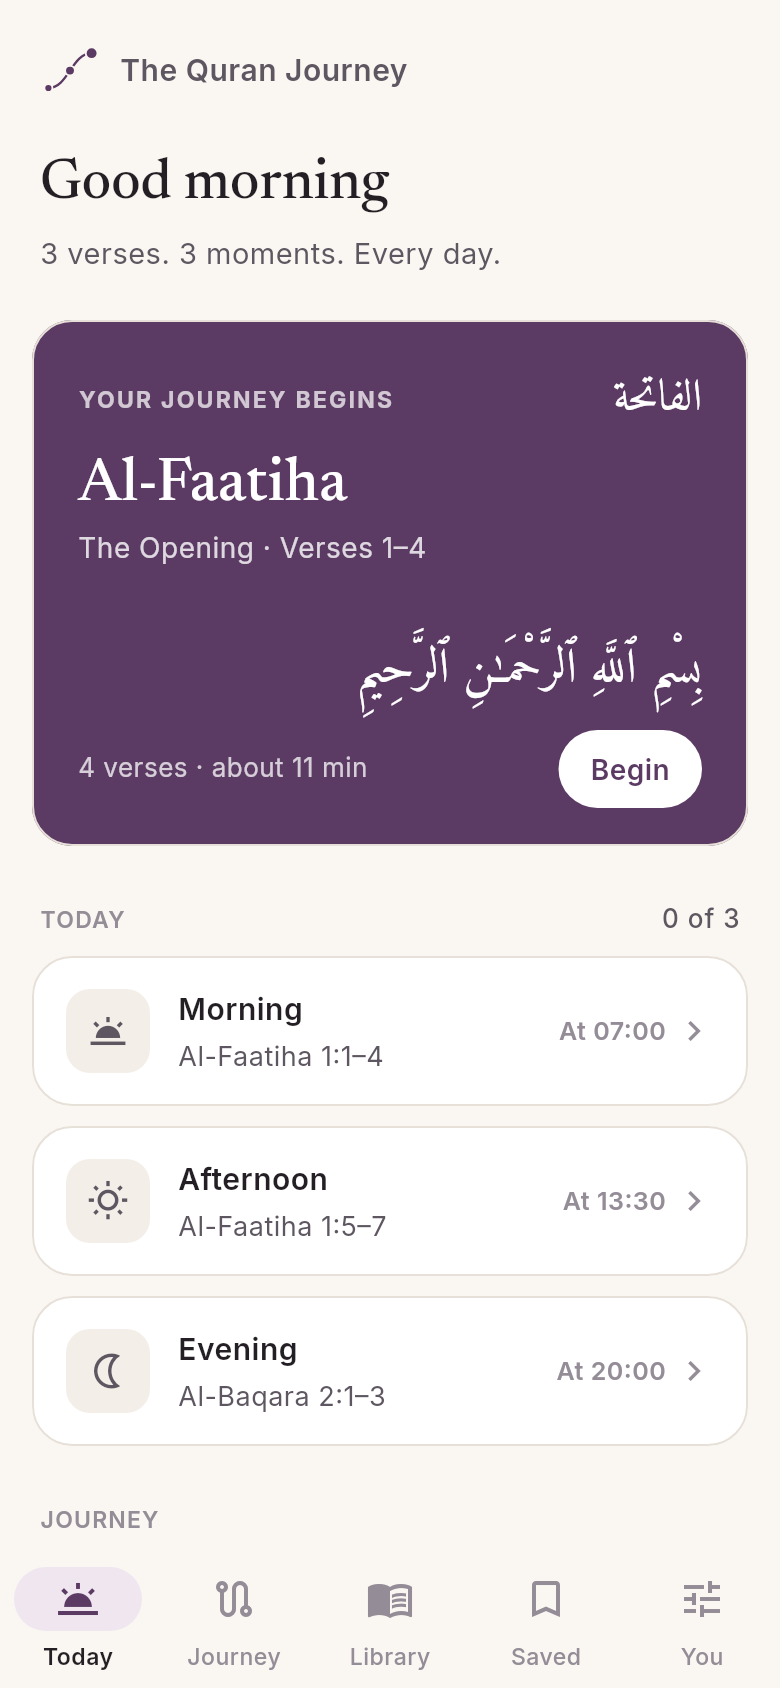 The Quran Journey
Good morning
3 verses. 3 moments. Every day.
YOUR JOURNEY BEGINS
الفاتحة
Al-Faatiha
The Opening · Verses 1–4
بِسْمِ ٱللَّهِ ٱلرَّحْمَـٰنِ ٱلرَّحِيمِ
4 verses · about 11 min
Begin
TODAY
0 of 3
Morning
Al-Faatiha 1:1–4
At 07:00
Afternoon
Al-Faatiha 1:5–7
At 13:30
Evening
Al-Baqara 2:1–3
At 20:00
JOURNEY
Today
Journey
Library
Saved
You